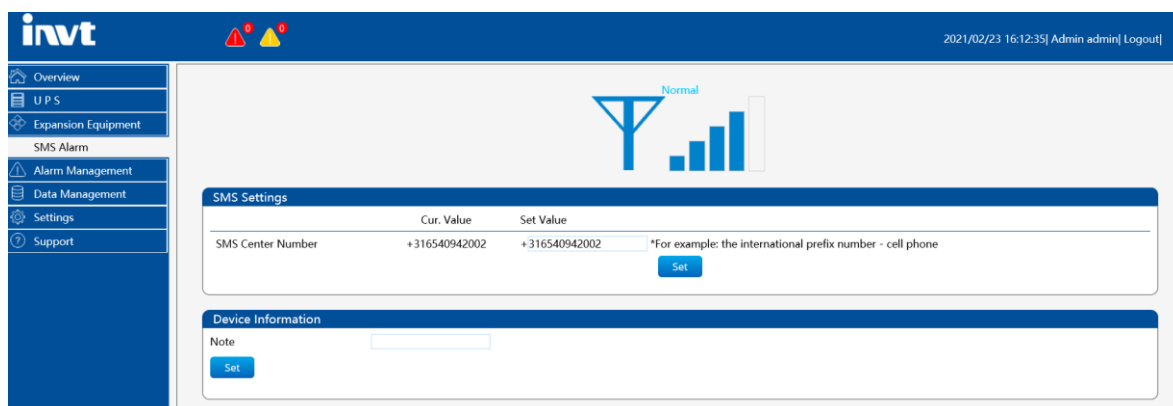 invt
0 0
2021/02/23 16:12:35| Admin admin| Logout|
Overview
UPS
Expansion Equipment
SMS Alarm
Alarm Management
Data Management
Settings
Support
Normal
SMS Settings
Cur. Value Set Value
SMS Center Number +316540942002 +316540942002 *For example: the international prefix number - cell phone
Set
Device Information
Note
Set